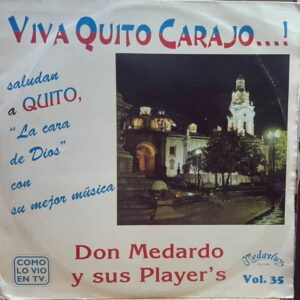 VIVA QUITO CARAJO...!
saludan
a QUITO,
"La cara
de Dios"
con
su mejor música
Don Medardo
y sus Player's
COMO
LO VIO
EN TV.
Medarluz
Vol. 35